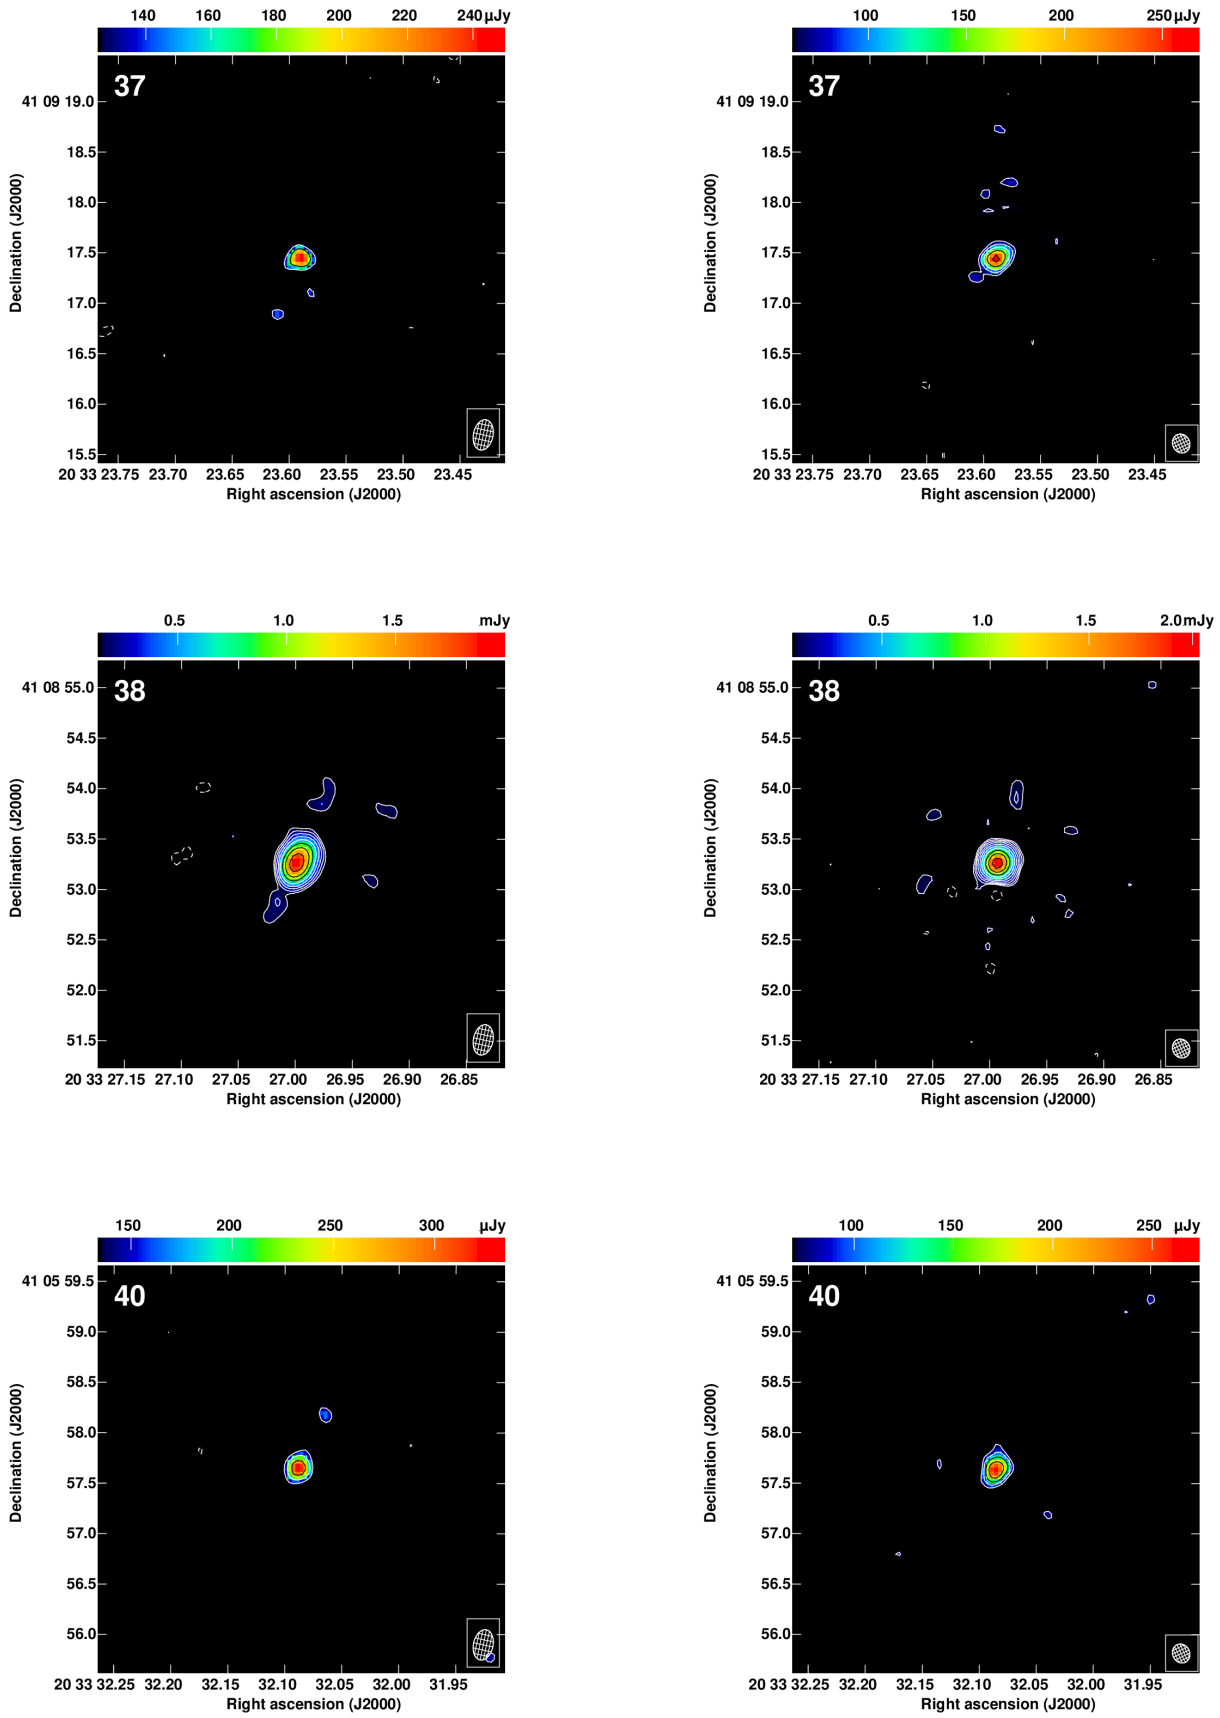 140 160 180 200 220 240 μJy
37
41 09 19.0
18.5
18.0
17.5
17.0
16.5
16.0
15.5
Declination (J2000)
20 33 23.75 23.70 23.65 23.60 23.55 23.50 23.45
Right ascension (J2000)
100 150 200 250 μJy
37
41 09 19.0
18.5
18.0
17.5
17.0
16.5
16.0
15.5
Declination (J2000)
20 33 23.75 23.70 23.65 23.60 23.55 23.50 23.45
Right ascension (J2000)
0.5 1.0 1.5 mJy
38
41 08 55.0
54.5
54.0
53.5
53.0
52.5
52.0
51.5
Declination (J2000)
20 33 27.15 27.10 27.05 27.00 26.95 26.90 26.85
Right ascension (J2000)
0.5 1.0 1.5 2.0 mJy
38
41 08 55.0
54.5
54.0
53.5
53.0
52.5
52.0
51.5
Declination (J2000)
20 33 27.15 27.10 27.05 27.00 26.95 26.90 26.85
Right ascension (J2000)
150 200 250 300 μJy
40
41 05 59.5
59.0
58.5
58.0
57.5
57.0
56.5
56.0
Declination (J2000)
20 33 32.25 32.20 32.15 32.10 32.05 32.00 31.95
Right ascension (J2000)
100 150 200 250 μJy
40
41 05 59.5
59.0
58.5
58.0
57.5
57.0
56.5
56.0
Declination (J2000)
20 33 32.25 32.20 32.15 32.10 32.05 32.00 31.95
Right ascension (J2000)